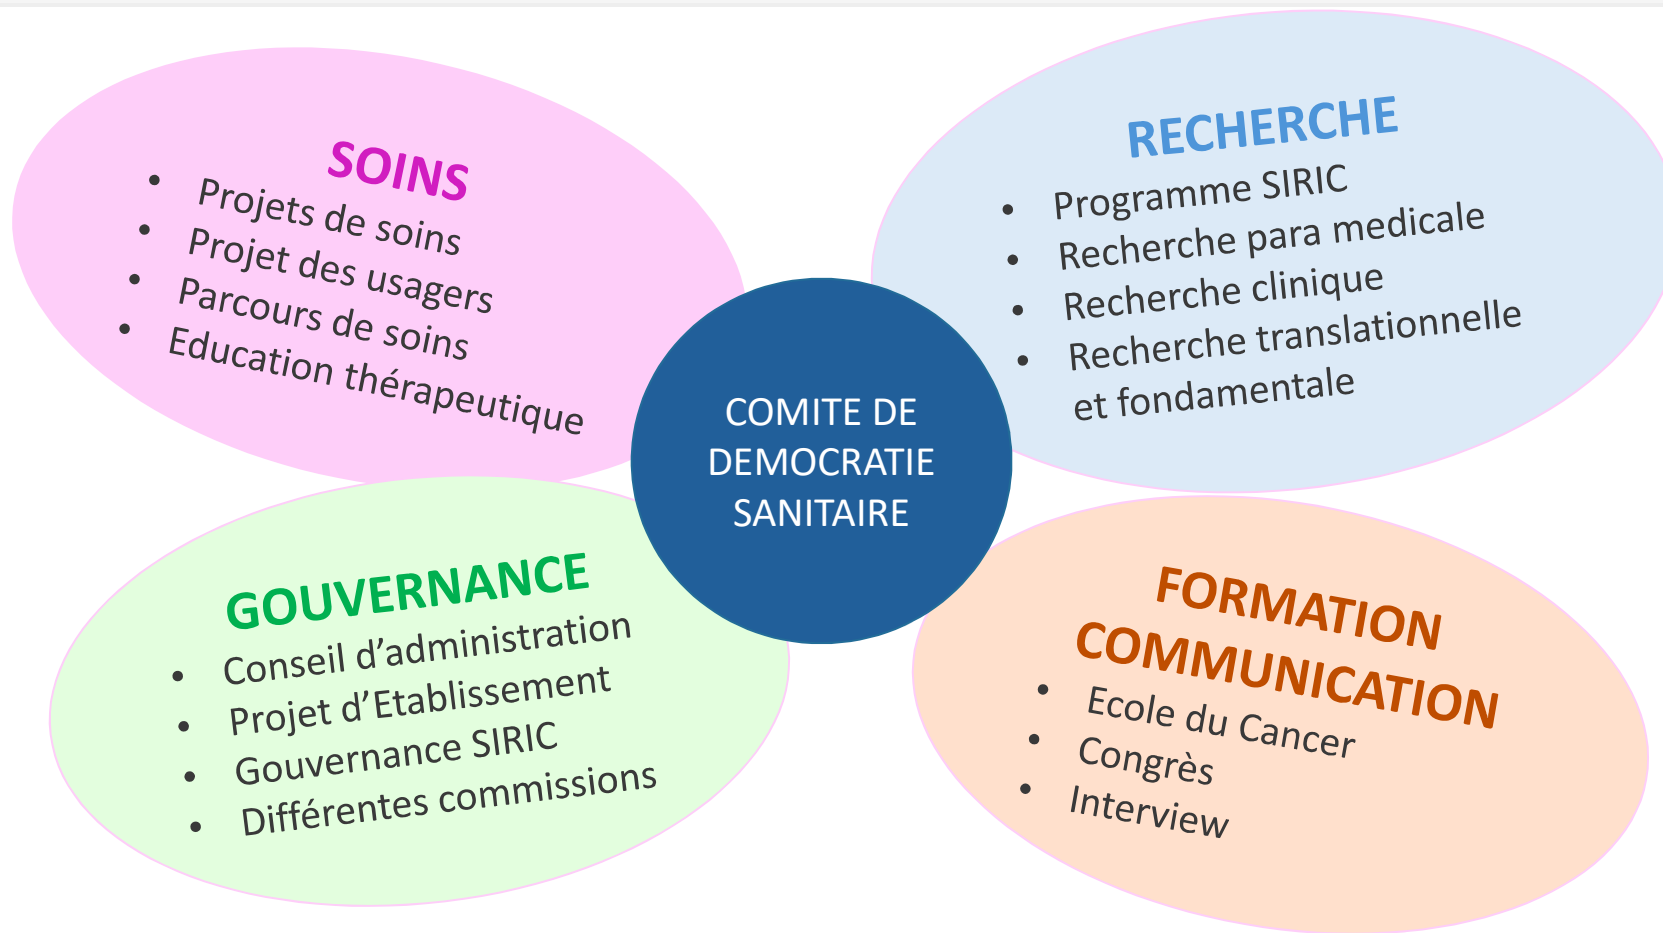 SOINS
• Projets de soins
• Projet des usagers
• Parcours de soins
• Education thérapeutique
RECHERCHE
• Programme SIRIC
• Recherche para medicale
• Recherche clinique
• Recherche translationnelle
et fondamentale
COMITE DE
DEMOCRATIE
SANITAIRE
GOUVERNANCE
• Conseil d’administration
• Projet d’Etablissement
• Gouvernance SIRIC
• Différentes commissions
FORMATION
COMMUNICATION
• Ecole du Cancer
• Congrès
• Interview